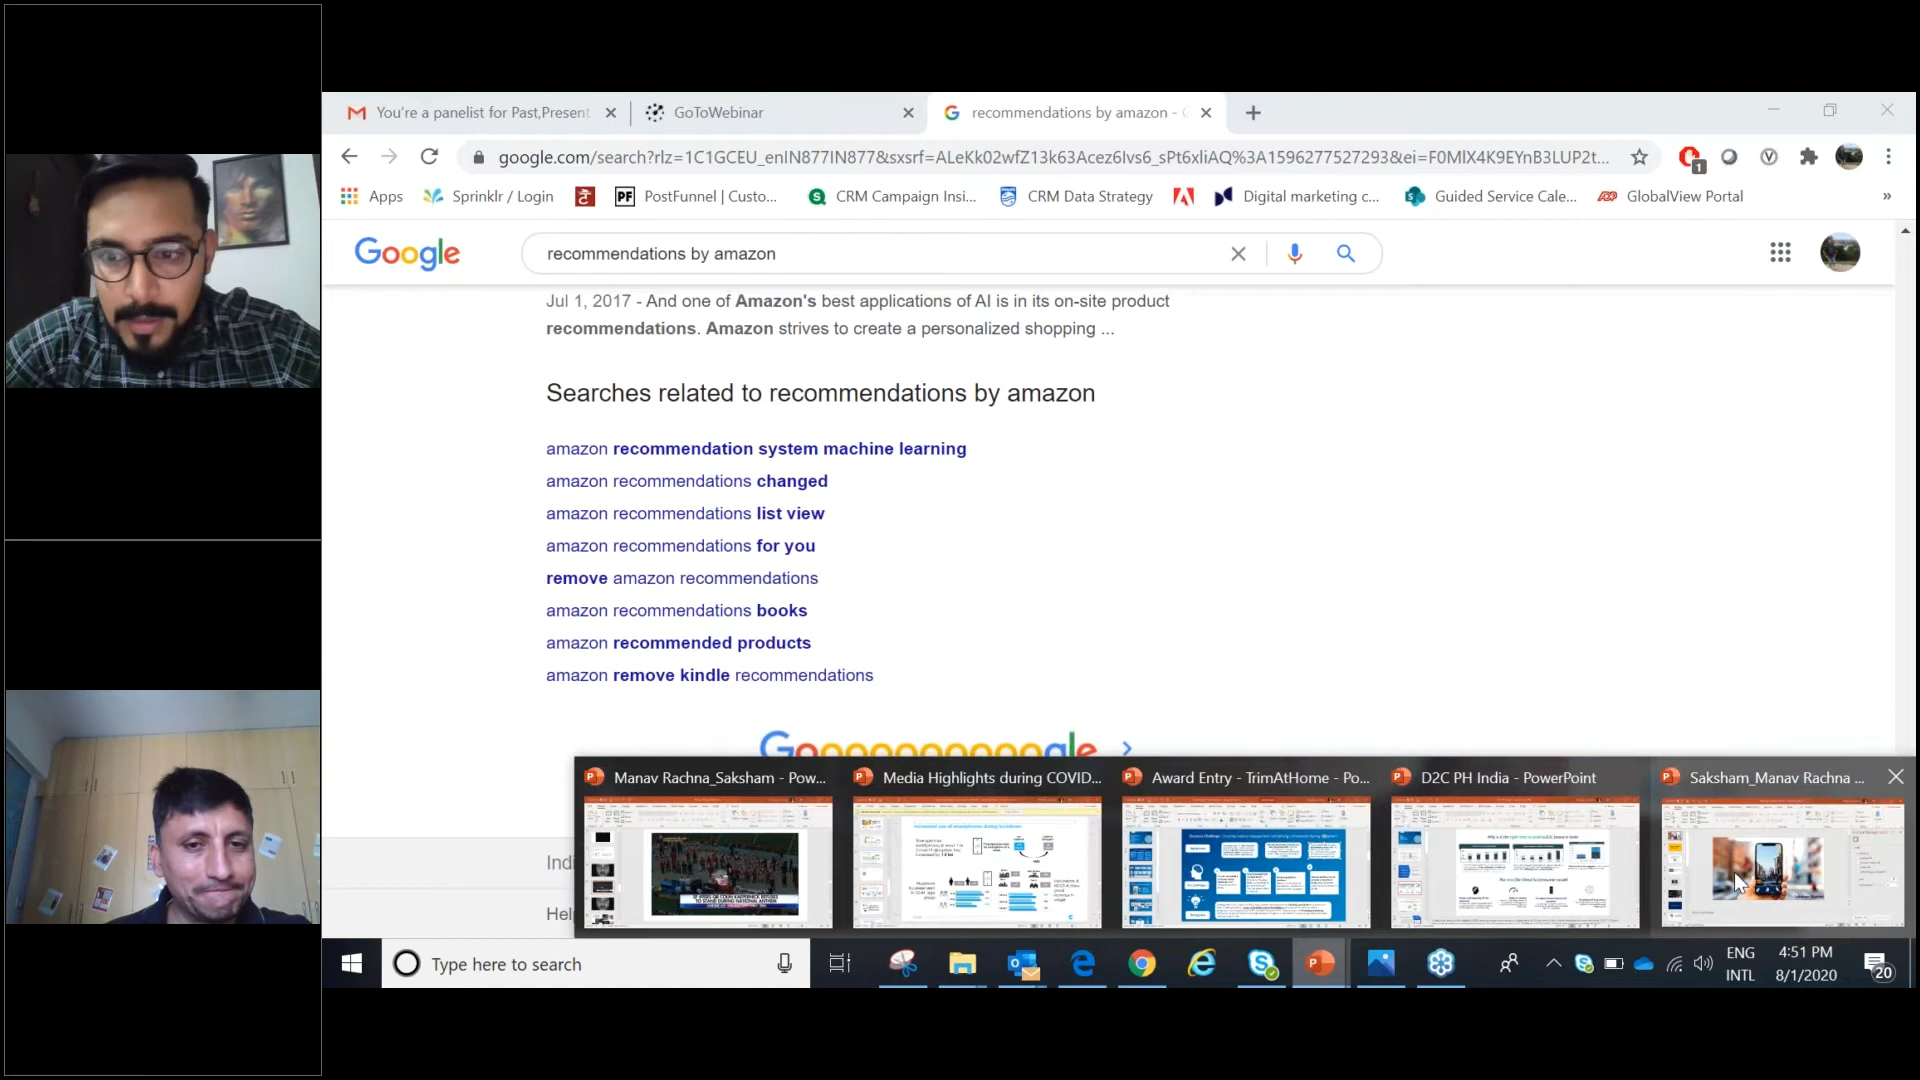 You're a panelist for Past,Present
GoToWebinar
recommendations by amazon -
google.com/search?rlz=1C1GCEU_enIN877IN877&sxsrf=ALeKk02wfZ13k63Acez6Ivs6_sPt6xliAQ%3A1596277527293&ei=F0MlX4K9EYnB3LUP2t...
1
Apps
Sprinklr / Login
PF
PostFunnel | Custo...
CRM Campaign Insi...
CRM Data Strategy
Digital marketing c...
Guided Service Cale...
GlobalView Portal
»
Google
recommendations by amazon
Jul 1, 2017 - And one of Amazon's best applications of AI is in its on-site product
recommendations. Amazon strives to create a personalized shopping ...
Searches related to recommendations by amazon
amazon recommendation system machine learning
amazon recommendations changed
amazon recommendations list view
amazon recommendations for you
remove amazon recommendations
amazon recommendations books
amazon recommended products
amazon remove kindle recommendations
Goooooooooogle
Manav Rachna_Saksham - Pow...
Media Highlights during COVID...
Award Entry - TrimAtHome - Po...
D2C PH India - PowerPoint
Saksham_Manav Rachna ...
Indi
Hel
Type here to search
ENG
INTL
4:51 PM
8/1/2020
20